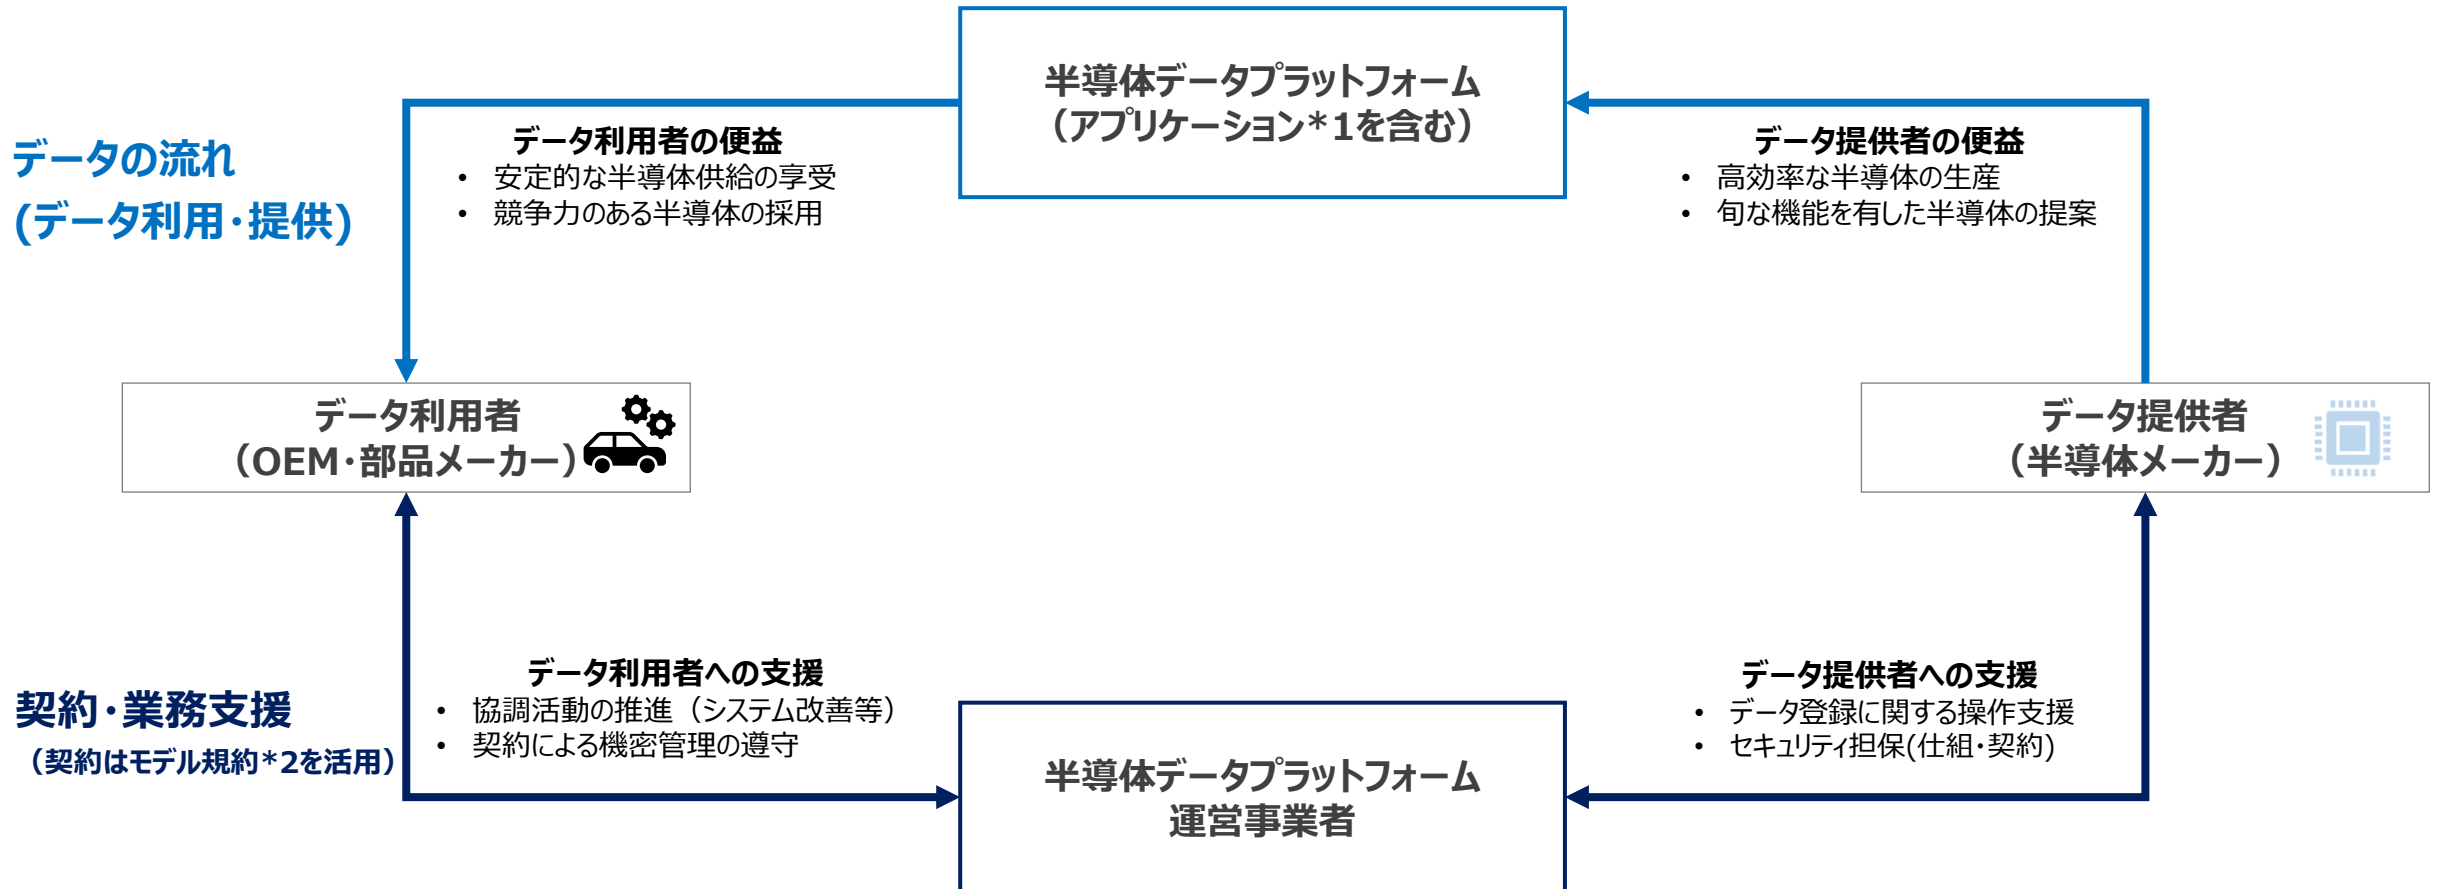 半導体データプラットフォーム
（アプリケーション*1を含む）
データの流れ
(データ利用・提供)
データ利用者の便益
• 安定的な半導体供給の享受
• 競争力のある半導体の採用
データ提供者の便益
• 高効率な半導体の生産
• 旬な機能を有した半導体の提案
データ利用者
（OEM・部品メーカー）
データ提供者
（半導体メーカー）
契約・業務支援
（契約はモデル規約*2を活用）
データ利用者への支援
• 協調活動の推進（システム改善等）
• 契約による機密管理の遵守
データ提供者への支援
• データ登録に関する操作支援
• セキュリティ担保(仕組・契約)
半導体データプラットフォーム
運営事業者